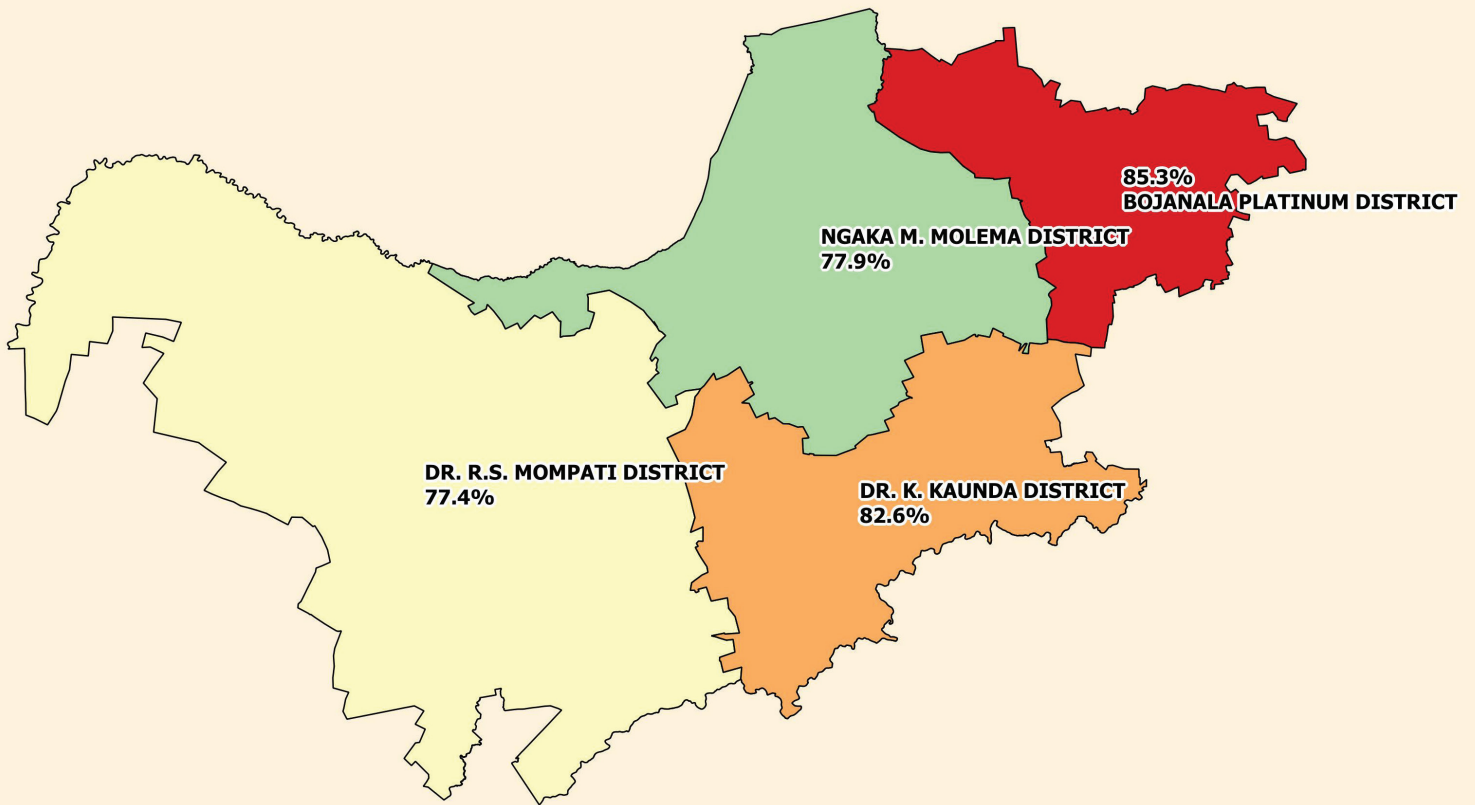 85.3%
BOJANALA PLATINUM DISTRICT
NGAKA M. MOLEMA DISTRICT
77.9%
DR. R.S. MOMPATI DISTRICT
77.4%
DR. K. KAUNDA DISTRICT
82.6%